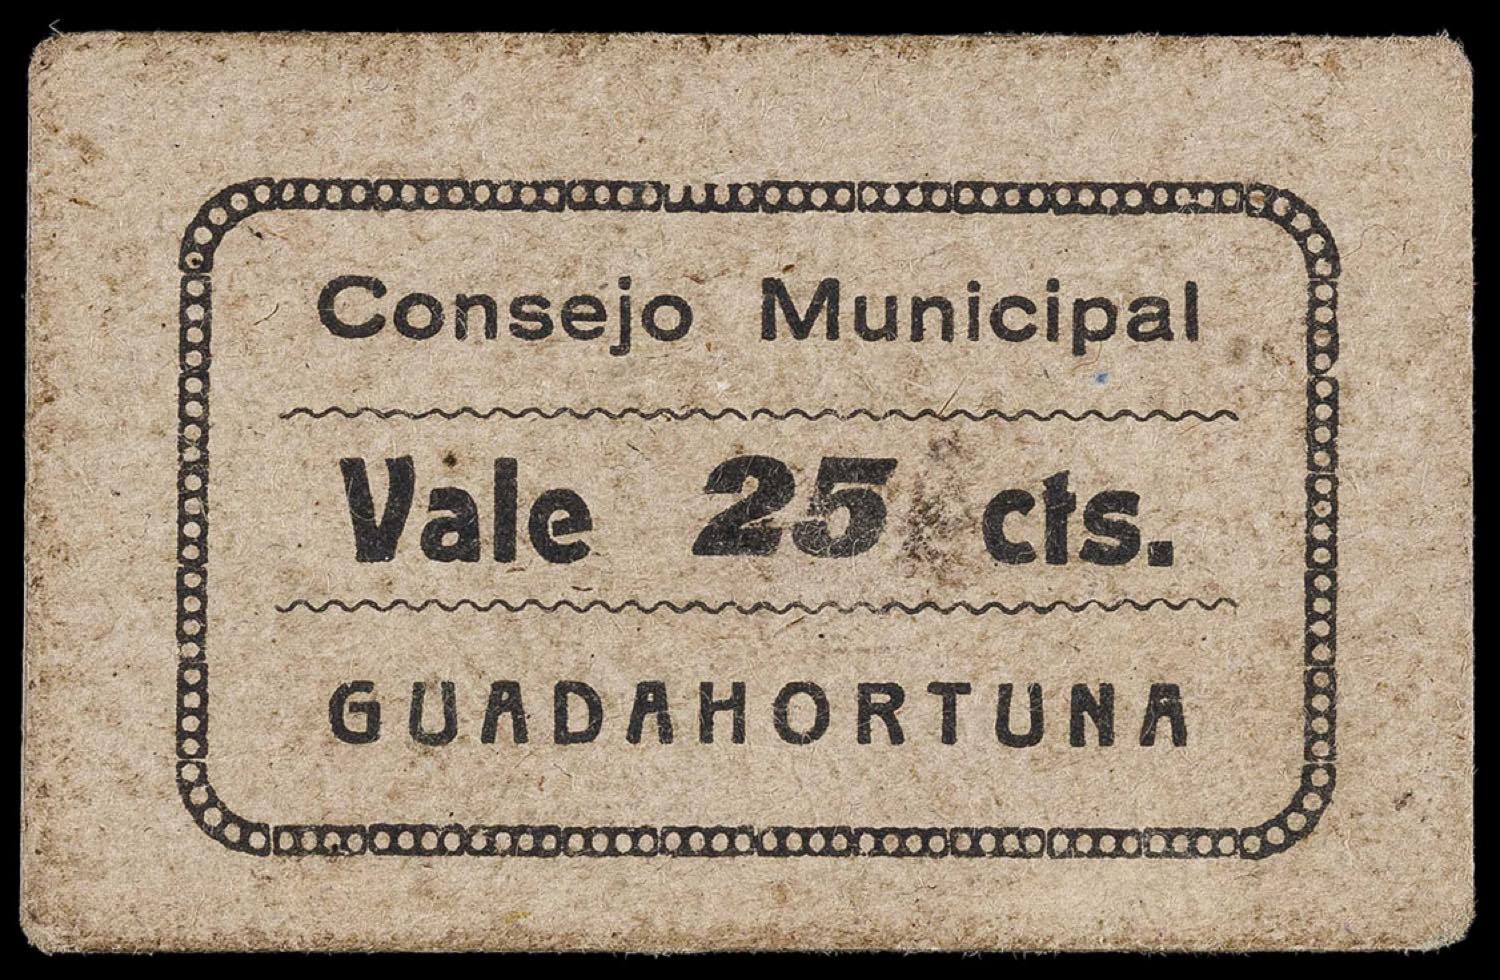 Consejo Municipal
Vale 25 cts.
GUADAHORTUNA